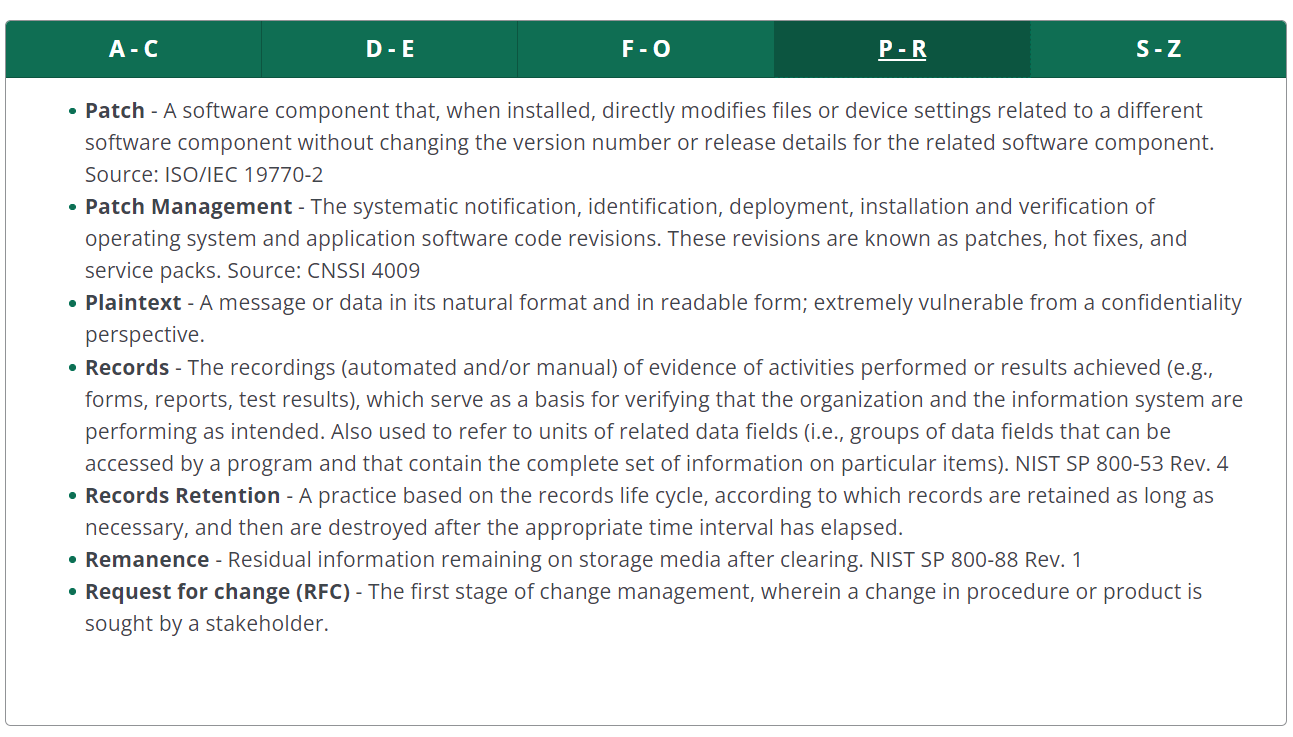 A - C
D - E
F - O
P - R
S - Z
• Patch - A software component that, when installed, directly modifies files or device settings related to a different
software component without changing the version number or release details for the related software component.
Source: ISO/IEC 19770-2
• Patch Management - The systematic notification, identification, deployment, installation and verification of
operating system and application software code revisions. These revisions are known as patches, hot fixes, and
service packs. Source: CNSSI 4009
• Plaintext - A message or data in its natural format and in readable form; extremely vulnerable from a confidentiality
perspective.
• Records - The recordings (automated and/or manual) of evidence of activities performed or results achieved (e.g.,
forms, reports, test results), which serve as a basis for verifying that the organization and the information system are
performing as intended. Also used to refer to units of related data fields (i.e., groups of data fields that can be
accessed by a program and that contain the complete set of information on particular items). NIST SP 800-53 Rev. 4
• Records Retention - A practice based on the records life cycle, according to which records are retained as long as
necessary, and then are destroyed after the appropriate time interval has elapsed.
• Remanence - Residual information remaining on storage media after clearing. NIST SP 800-88 Rev. 1
• Request for change (RFC) - The first stage of change management, wherein a change in procedure or product is
sought by a stakeholder.